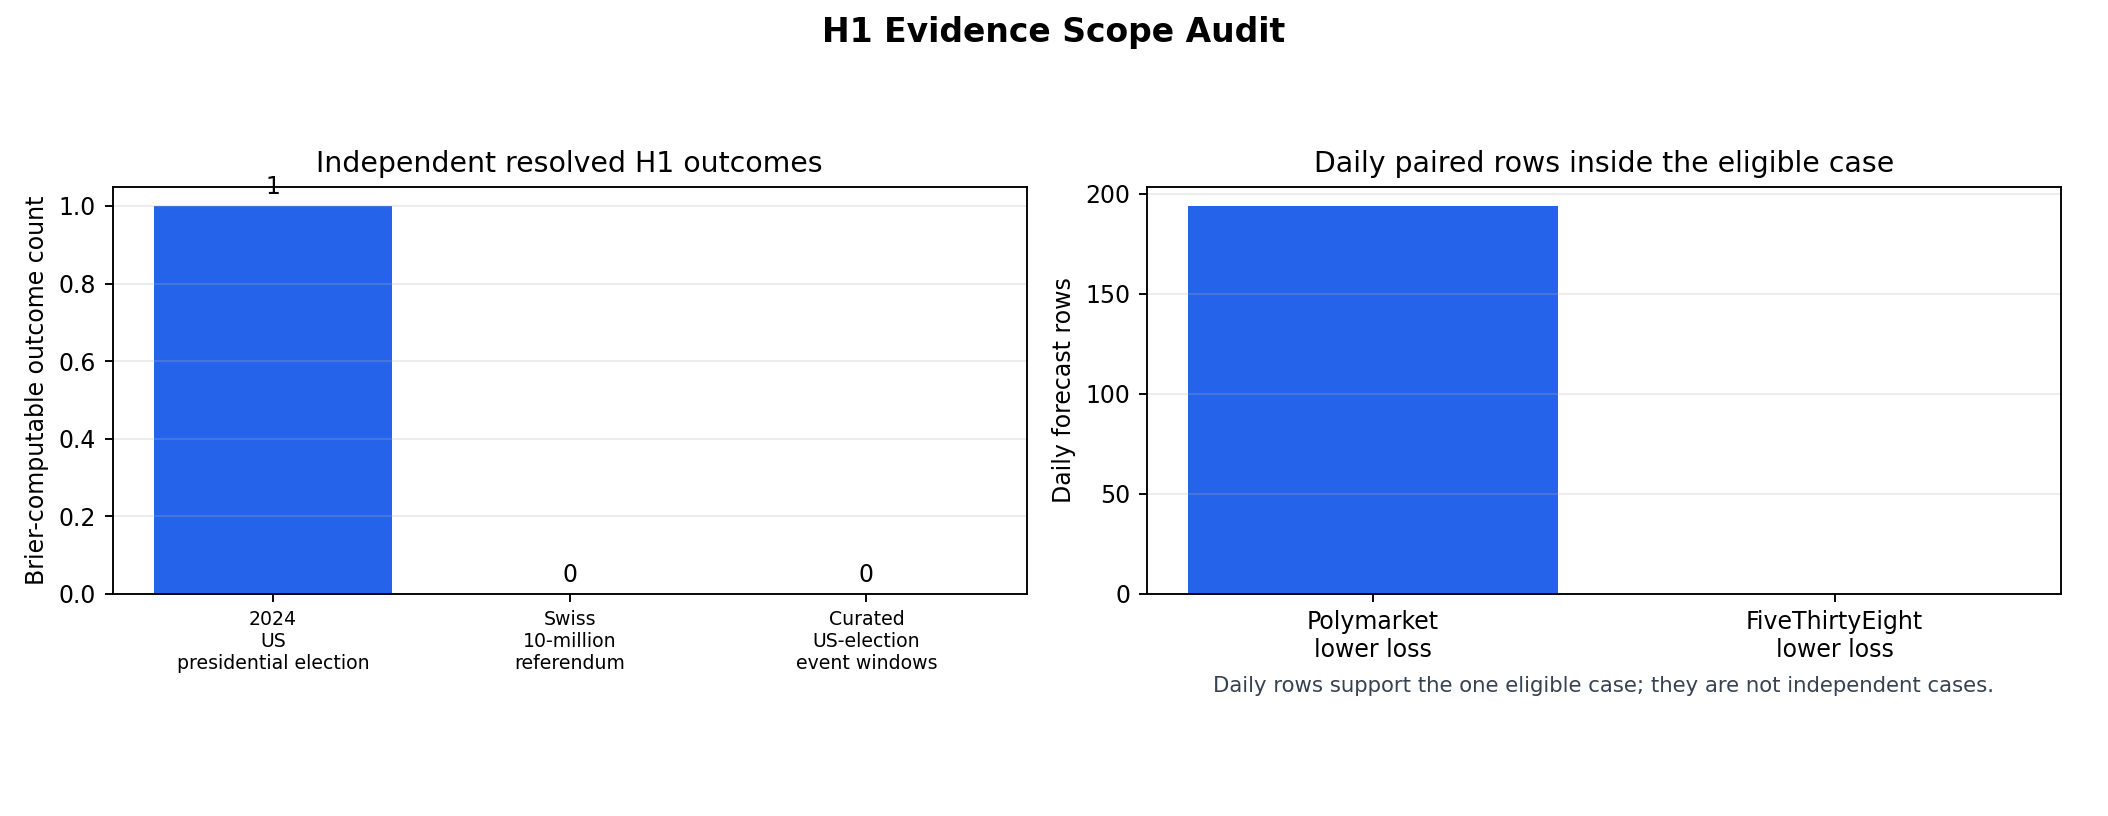 H1 Evidence Scope Audit
Independent resolved H1 outcomes
Brier-computable outcome count
1.0
0.8
0.6
0.4
0.2
0.0
1
0
0
2024
US
presidential election
Swiss
10-million
referendum
Curated
US-election
event windows
Daily paired rows inside the eligible case
Daily forecast rows
200
150
100
50
0
Polymarket
lower loss
FiveThirtyEight
lower loss
Daily rows support the one eligible case; they are not independent cases.